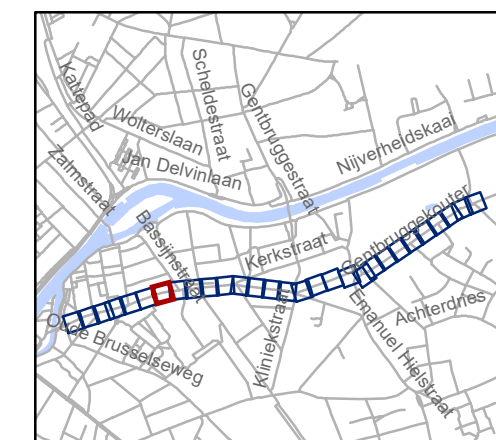 Kattepad
Scheldestraat
Gentbruggestraat
Wolterslaan
Nijverheidskaai
Zalmstraat
Jan Delvinlaan
Bassijnstraat
Gentbruggekouter
Kerkstraat
Kliniekstraat
Emanuel Hielstraat
Achterdries
Oude Brusselseweg